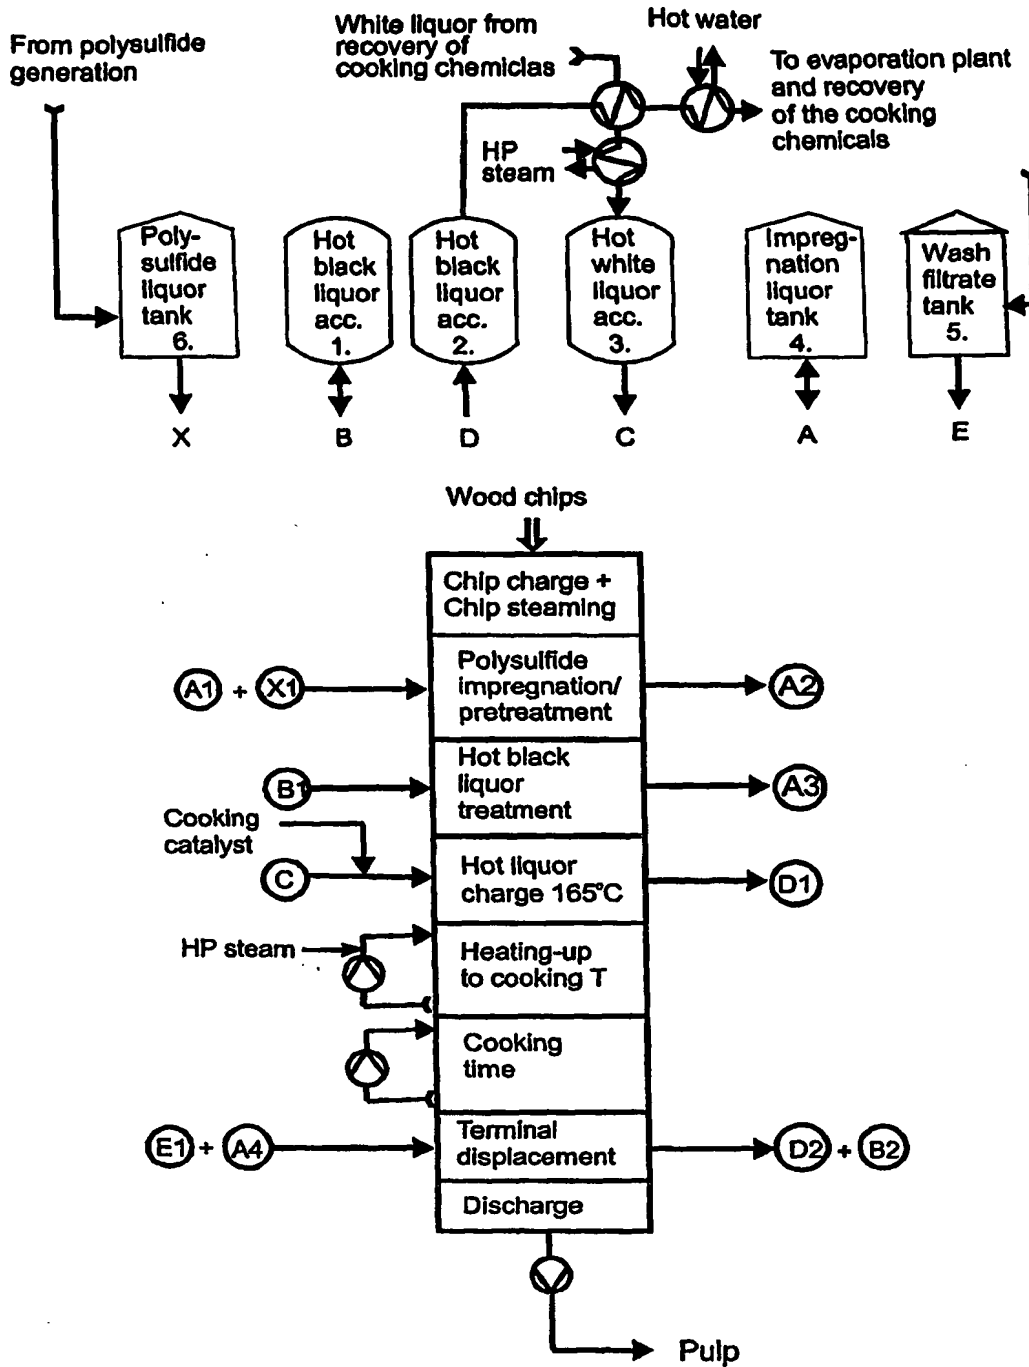 From polysulfide
generation
White liquor from
recovery of
cooking chemiclas
Hot water
To evaporation plant
and recovery
of the cooking
chemicals
HP
steam
Poly-
sulfide
liquor
tank
6.
Hot
black
liquor
acc.
1.
Hot
black
liquor
acc.
2.
Hot
white
liquor
acc.
3.
Impreg-
nation
liquor
tank
4.
Wash
filtrate
tank
5.
X
B
D
C
A
E
Wood chips
Chip charge +
Chip steaming
A1 + X1
Polysulfide
impregnation/
pretreatment
A2
B1
Hot black
liquor
treatment
A3
Cooking
catalyst
C
Hot liquor
charge 165°C
D1
HP steam
Heating-up
to cooking T
Cooking
time
E1 + A4
Terminal
displacement
D2 + B2
Discharge
Pulp